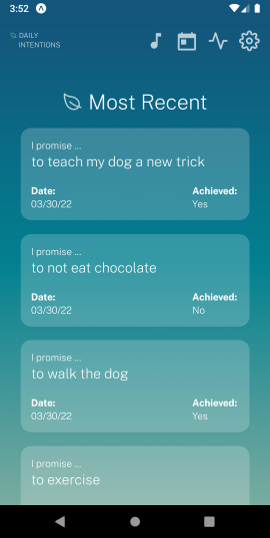 3:52
DAILY
INTENTIONS
Most Recent
I promise ...
to teach my dog a new trick
Date: Achieved:
03/30/22 Yes
I promise ...
to not eat chocolate
Date: Achieved:
03/30/22 No
I promise ...
to walk the dog
Date: Achieved:
03/30/22 Yes
I promise ...
to exercise